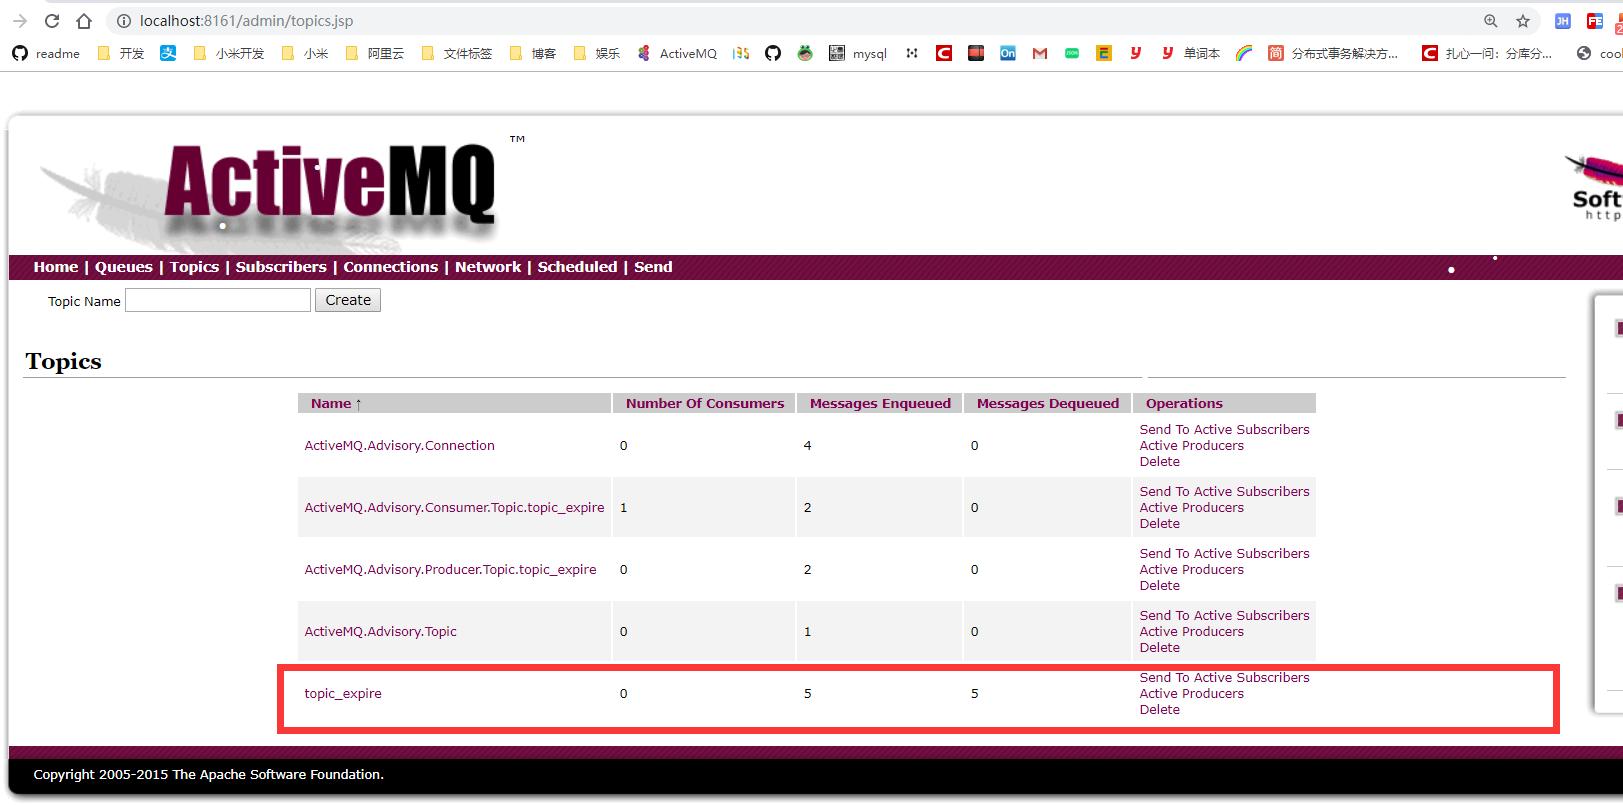 localhost:8161/admin/topics.jsp
JH
FE
readme 开发 小米开发 小米 阿里云 文件标签 博客 娱乐 ActiveMQ mysql On 单词本 简 分布式事务解决方... 扎心一问：分库分...
ActiveMQ ™
Soft
http
Home | Queues | Topics | Subscribers | Connections | Network | Scheduled | Send
Topic Name Create
Topics
Name ↑ Number Of Consumers Messages Enqueued Messages Dequeued Operations
ActiveMQ.Advisory.Connection 0 4 0 Send To Active Subscribers
Active Producers
Delete
ActiveMQ.Advisory.Consumer.Topic.topic_expire 1 2 0 Send To Active Subscribers
Active Producers
Delete
ActiveMQ.Advisory.Producer.Topic.topic_expire 0 2 0 Send To Active Subscribers
Active Producers
Delete
ActiveMQ.Advisory.Topic 0 1 0 Send To Active Subscribers
Active Producers
Delete
topic_expire 0 5 5 Send To Active Subscribers
Active Producers
Delete
Copyright 2005-2015 The Apache Software Foundation.